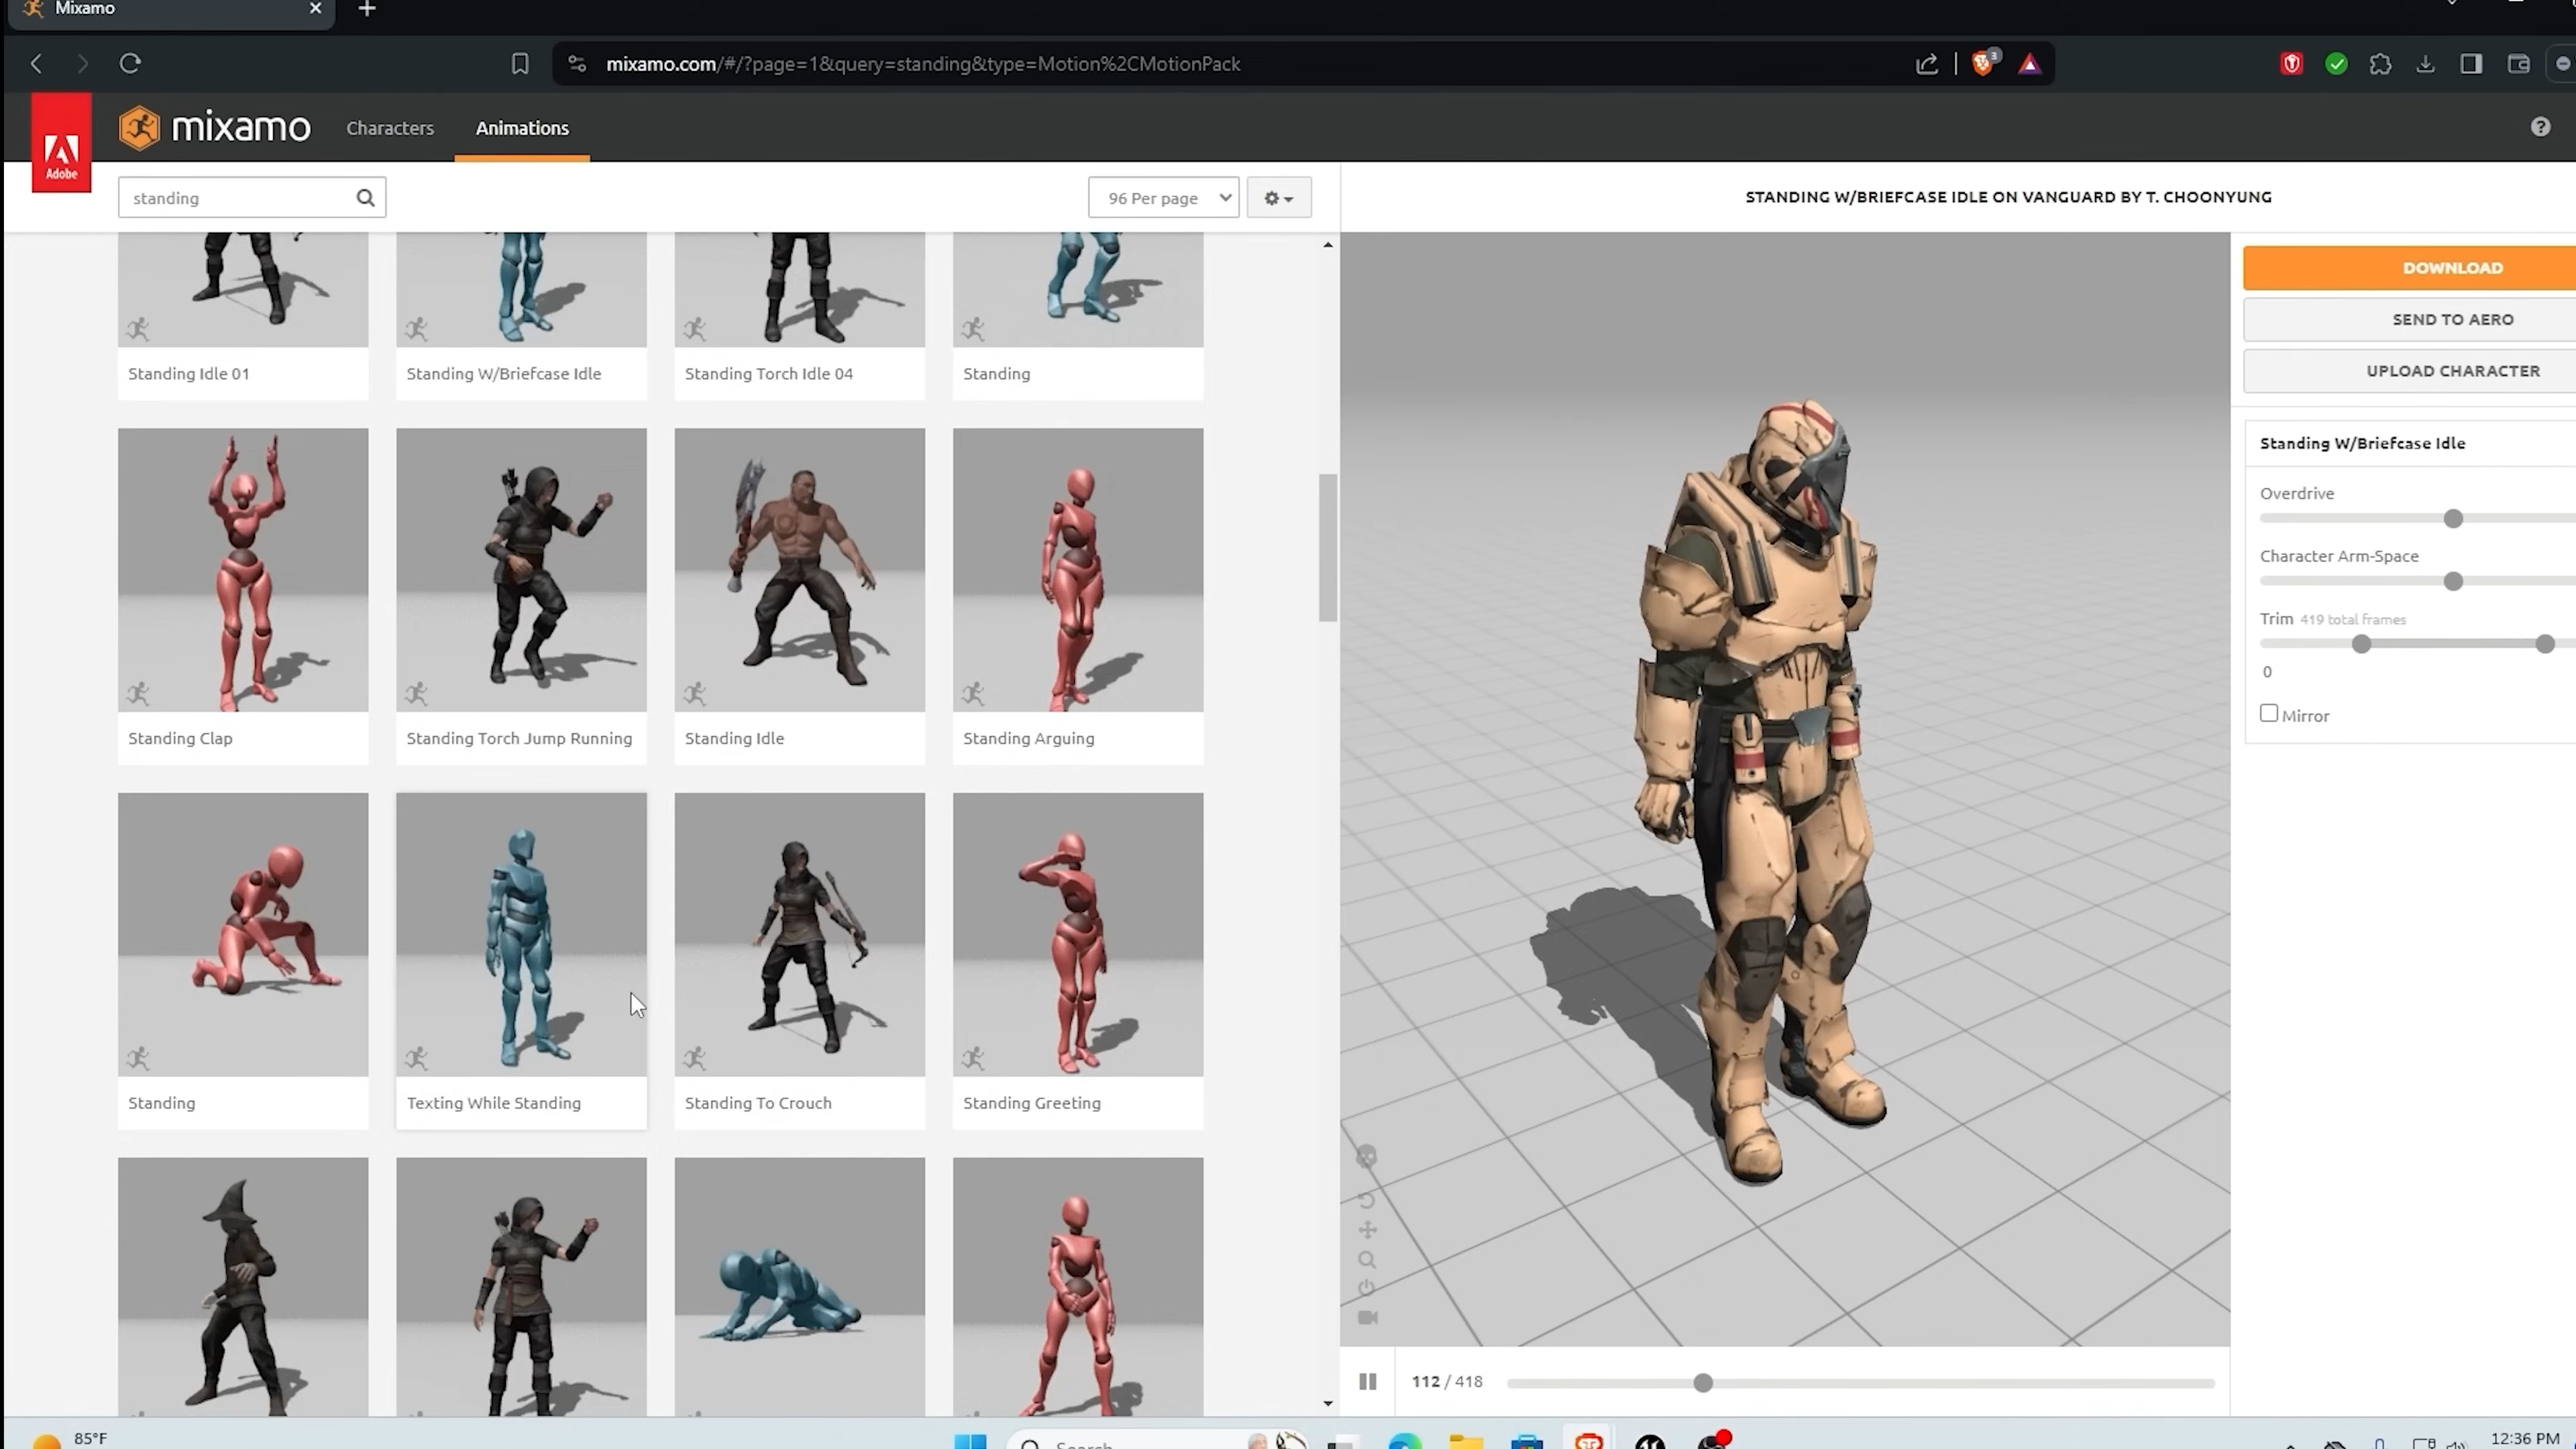 Mixamo
mixamo.com/#/?page=1&query=standing&type=Motion%2CMotionPack
3
Adobe
mixamo
Characters
Animations
standing
96 Per page
STANDING W/BRIEFCASE IDLE ON VANGUARD BY T. CHOONYUNG
Standing Idle 01
Standing W/Briefcase Idle
Standing Torch Idle 04
Standing
Standing Clap
Standing Torch Jump Running
Standing Idle
Standing Arguing
Standing
Texting While Standing
Standing To Crouch
Standing Greeting
DOWNLOAD
SEND TO AERO
UPLOAD CHARACTER
Standing W/Briefcase Idle
Overdrive
Character Arm-Space
Trim 419 total frames
0
Mirror
112 / 418
85°F
Search
12:36 PM